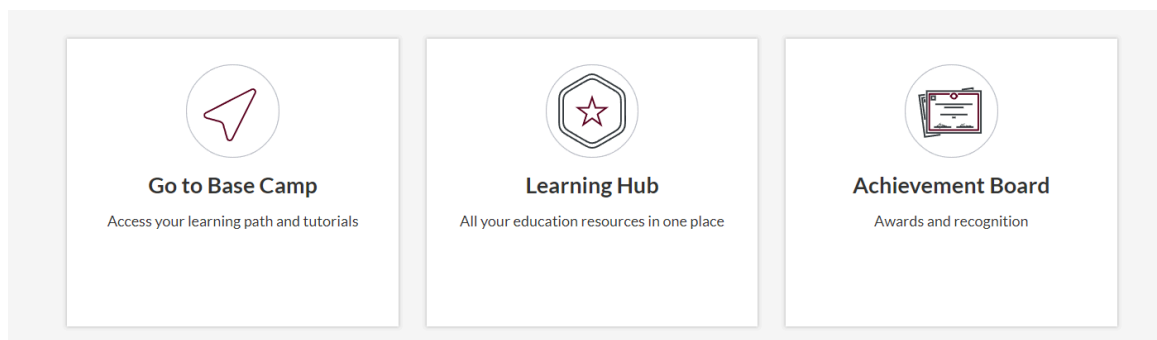 Go to Base Camp
Access your learning path and tutorials
Learning Hub
All your education resources in one place
Achievement Board
Awards and recognition